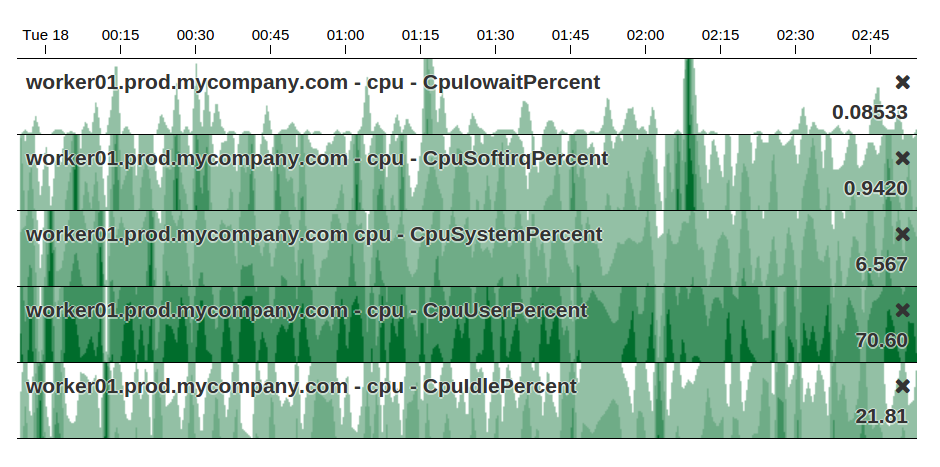 Tue 18 00:15 00:30 00:45 01:00 01:15 01:30 01:45 02:00 02:15 02:30 02:45
worker01.prod.mycompany.com - cpu - CpuIowaitPercent ✖
0.08533
worker01.prod.mycompany.com - cpu - CpuSoftirqPercent ✖
0.9420
worker01.prod.mycompany.com cpu - CpuSystemPercent ✖
6.567
worker01.prod.mycompany.com - cpu - CpuUserPercent ✖
70.60
worker01.prod.mycompany.com - cpu - CpuIdlePercent ✖
21.81